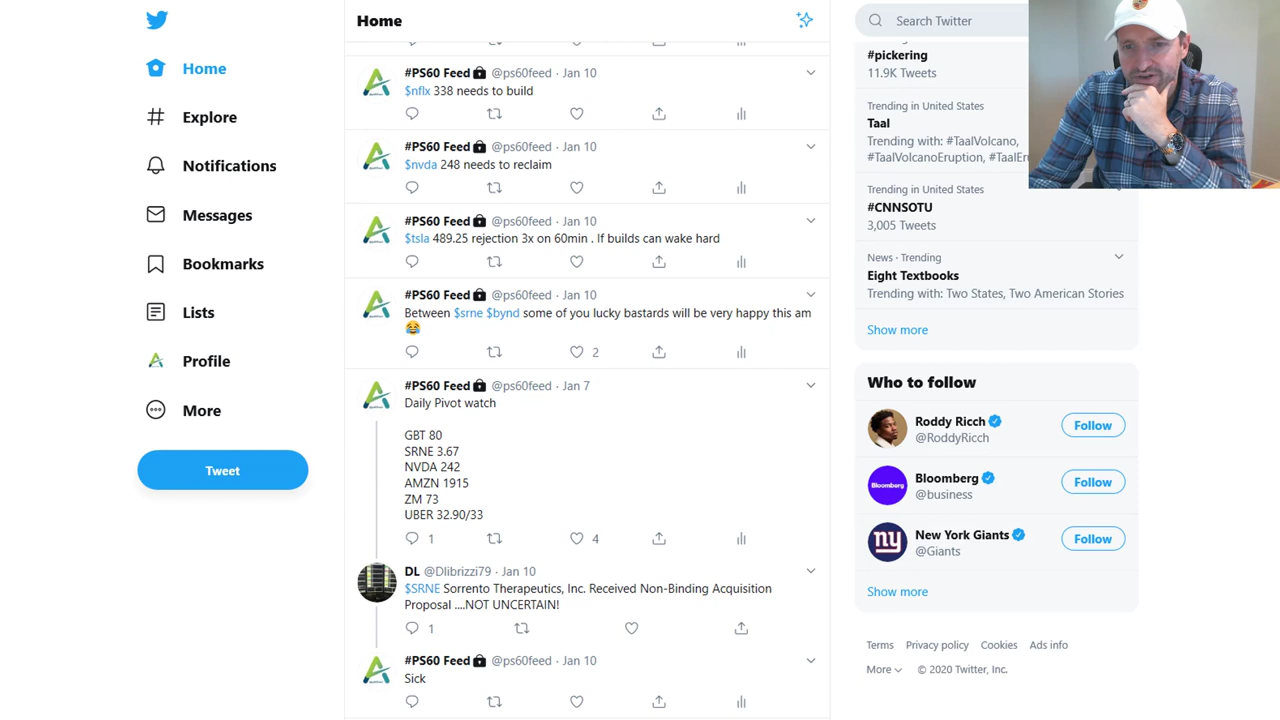 Home
Explore
Notifications
Messages
Bookmarks
Lists
Profile
More
Tweet
Home
#PS60 Feed @ps60feed · Jan 10
$nflx 338 needs to build
#PS60 Feed @ps60feed · Jan 10
$nvda 248 needs to reclaim
#PS60 Feed @ps60feed · Jan 10
$tsla 489.25 rejection 3x on 60min . If builds can wake hard
#PS60 Feed @ps60feed · Jan 10
Between $srne $bynd some of you lucky bastards will be very happy this am
😂
2
#PS60 Feed @ps60feed · Jan 7
Daily Pivot watch
GBT 80
SRNE 3.67
NVDA 242
AMZN 1915
ZM 73
UBER 32.90/33
1 4
DL @Dlibrizzi79 · Jan 10
$SRNE Sorrento Therapeutics, Inc. Received Non-Binding Acquisition
Proposal ....NOT UNCERTAIN!
1
#PS60 Feed @ps60feed · Jan 10
Sick
Search Twitter
#pickering
11.9K Tweets
Trending in United States
Taal
Trending with: #TaalVolcano,
#TaalVolcanoEruption,
Trending in United States
#CNNSOTU
3,005 Tweets
News · Trending
Eight Textbooks
Trending with: Two States, Two American Stories
Show more
Who to follow
Roddy Ricch
@RoddyRicch
Follow
Bloomberg
Bloomberg
@business
Follow
NY
New York Giants
@Giants
Follow
Show more
Terms Privacy policy Cookies Ads info
More © 2020 Twitter, Inc.